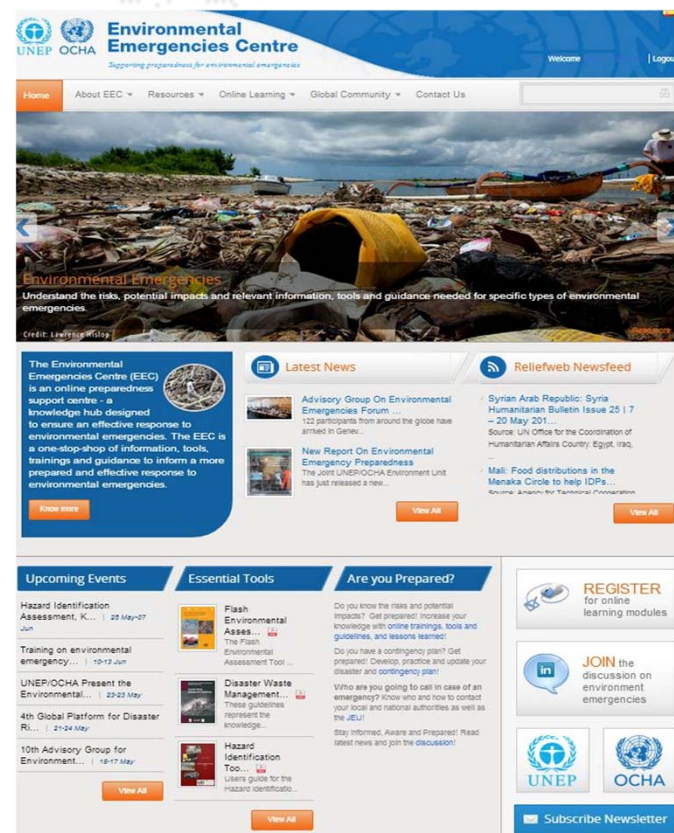 Environmental
Emergencies Centre
UNEP OCHA
Supporting preparedness for environmental emergencies
Welcome | Logou
Home About EEC Resources Online Learning Global Community Contact Us
Environmental Emergencies
Understand the risks, potential impacts and relevant information, tools and guidance needed for specific types of environmental
emergencies.
Credit: Lawrence Hislop
Read more
The Environmental
Emergencies Centre (EEC)
is an online preparedness
support centre - a
knowledge hub designed
to ensure an effective response to
environmental emergencies. The EEC is
a one-stop-shop of information, tools,
trainings and guidance to inform a more
prepared and effective response to
environmental emergencies.
Know more
Latest News
Advisory Group On Environmental
Emergencies Forum ...
122 participants from around the globe have
arrived in Genev...
New Report On Environmental
Emergency Preparedness
The Joint UNEP/OCHA Environment Unit
has just released a new...
View All
Reliefweb Newsfeed
Syrian Arab Republic: Syria
Humanitarian Bulletin Issue 25 | 7
– 20 May 201...
Source: UN Office for the Coordination of
Humanitarian Affairs Country: Egypt, Iraq,
...
Mali: Food distributions in the
Menaka Circle to help IDPs...
Source: Agency for Technical Cooperation
View All
Upcoming Events
Hazard Identification
Assessment, K... | 25 May-07
Jun
Training on environmental
emergency... | 10-13 Jun
UNEP/OCHA Present the
Environmental... | 23-23 May
4th Global Platform for Disaster
Ri... | 21-24 May
10th Advisory Group for
Environment... | 16-17 May
View All
Essential Tools
Flash
Environmental
Asses...
The Flash
Environmental
Assessment Tool ...
Disaster Waste
Management...
These guidelines
represent the
knowledge...
Hazard
Identification
Too...
Users guide for the
Hazard Identificatio...
View All
Are you Prepared?
Do you know the risks and potential
impacts? Get prepared! Increase your
knowledge with online trainings, tools and
guidelines, and lessons learned!
Do you have a contingency plan? Get
prepared! Develop, practice and update your
disaster and contingency plan!
Who are you going to call in case of an
emergency? Know who and how to contact
your local and national authorities as well as
the JEU!
Stay Informed, Aware and Prepared! Read
latest news and join the discussion!
REGISTER
for online
learning modules
JOIN the
discussion on
environment
emergencies
UNEP
OCHA
Subscribe Newsletter